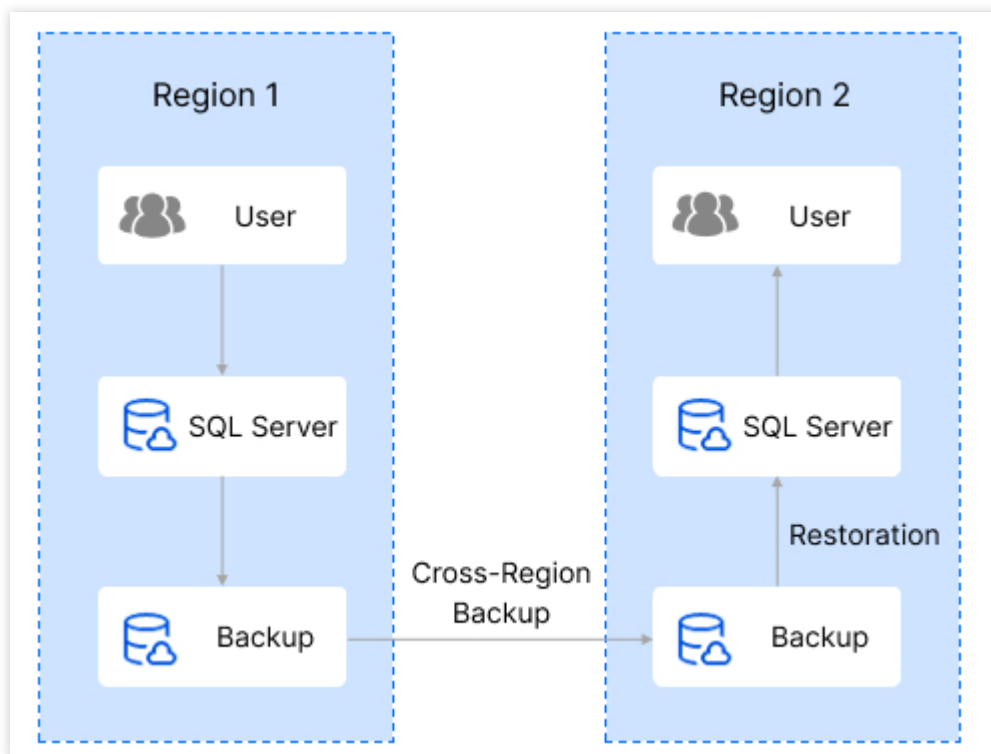 Region 1
User
SQL Server
Backup
Cross-Region
Backup
Region 2
User
SQL Server
Restoration
Backup